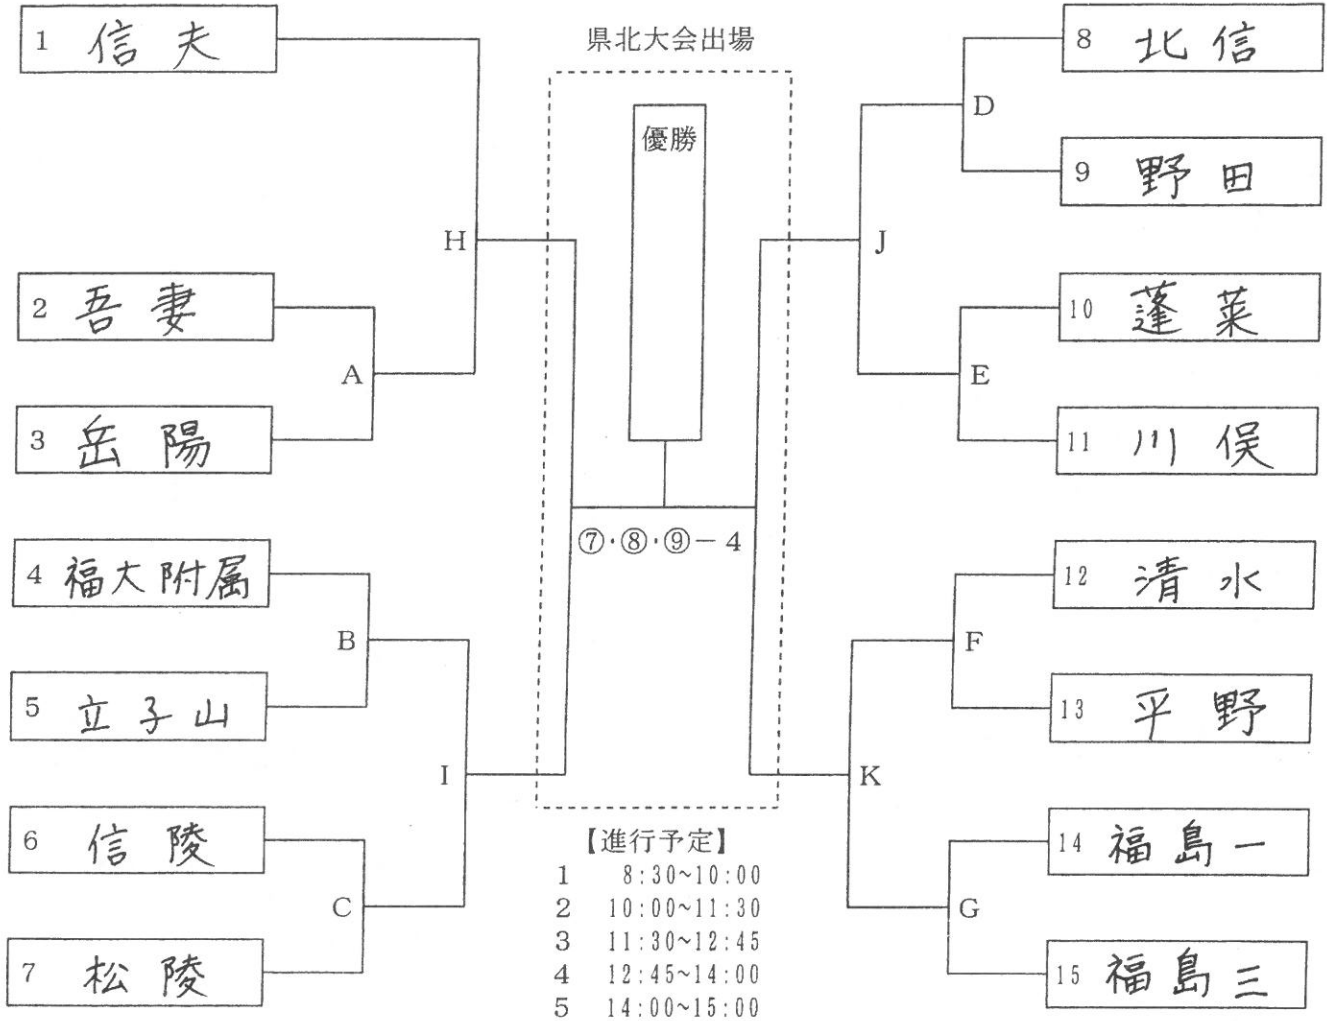 県北大会出場
優勝
1 信夫
H
2 吾妻
A
3 岳陽
4 福大附属
B
5 立子山
I
6 信陵
C
7 松陵
8 北信
D
9 野田
J
10 蓬莱
E
11 川俣
12 清水
F
13 平野
K
14 福島一
G
15 福島三
⑦・⑧・⑨－4
【進行予定】
1 8:30~10:00
2 10:00~11:30
3 11:30~12:45
4 12:45~14:00
5 14:00~15:00